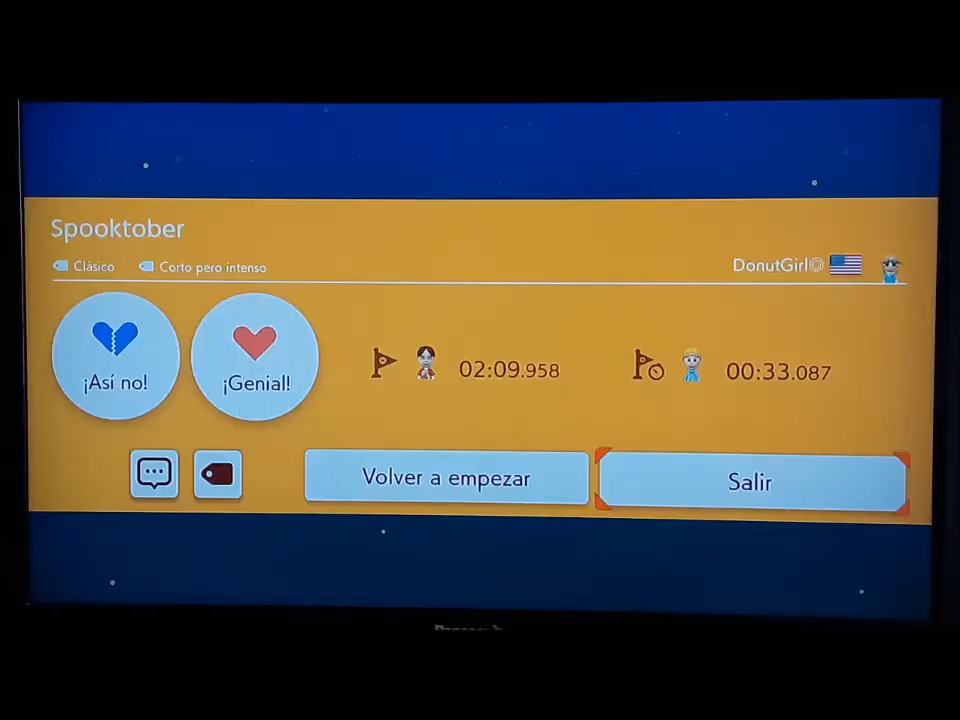 Spooktober
Clásico Corto pero intenso
DonutGirl◎
¡Así no! ¡Genial!
02:09.958 00:33.087
Volver a empezar Salir